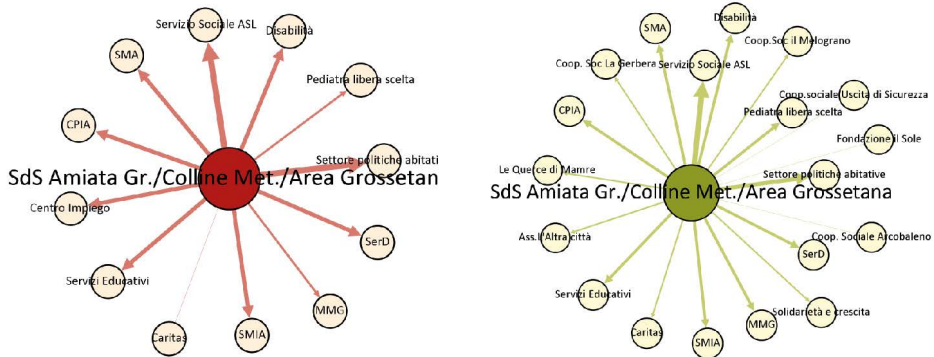 Servizio Sociale ASL
Disabilità
SMA
Pediatra libera scelta
CPIA
Settore politiche abitati
SdS Amiata Gr./Colline Met./Area Grossetan
Centro Impiego
SerD
Servizi Educativi
MMG
Caritas
SMIA
Disabilità
SMA
Coop.Soc il Melograno
Coop. Soc La Gerbera
Servizio Sociale ASL
Coop.sociale Uscita di Sicurezza
CPIA
Pediatra libera scelta
Fondazione il Sole
Le Querce di Mamre
Settore politiche abitative
SdS Amiata Gr./Colline Met./Area Grossetana
Ass.L'Altra città
Coop. Sociale Arcobaleno
SerD
Servizi Educativi
Solidarietà e crescita
Caritas
MMG
SMIA